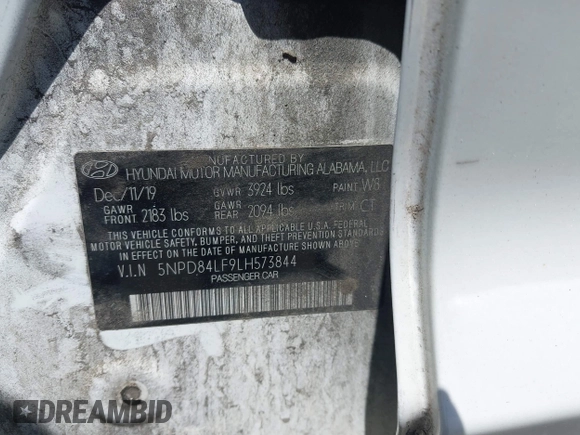 NUFACTURED BY
HYUNDAI MOTOR MANUFACTURING ALABAMA, LLC
Dec/11/19 GVWR 3924 lbs PAINT W8
GAWR FRONT 2183 lbs GAWR REAR 2094 lbs TRIM CT
THIS VEHICLE CONFORMS TO ALL APPLICABLE U.S.A. FEDERAL
MOTOR VEHICLE SAFETY, BUMPER, AND THEFT PREVENTION STANDARDS
IN EFFECT ON THE DATE OF MANUFACTURE SHOWN ABOVE.
V.I.N 5NPD84LF9LH573844
PASSENGER CAR
DREAMBID